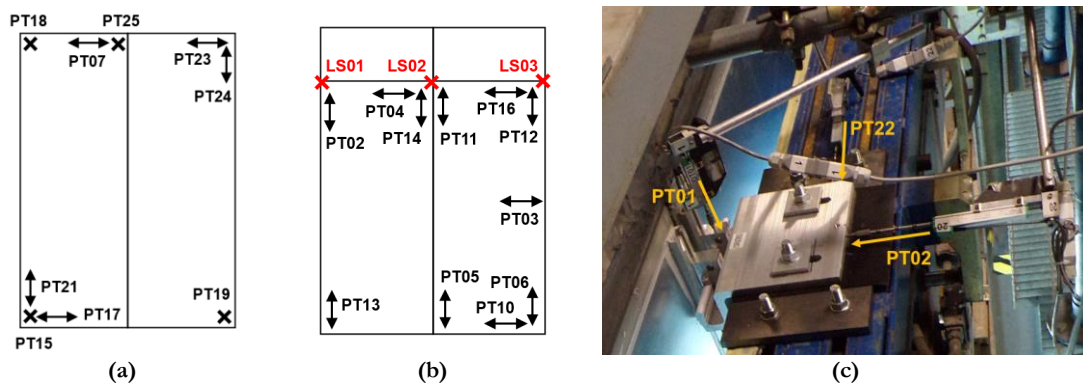 PT18
PT25
PT07
PT23
PT24
PT21
PT17
PT19
PT15
(a)
LS01
LS02
LS03
PT04
PT16
PT02
PT14
PT11
PT12
PT03
PT05
PT06
PT13
PT10
(b)
PT22
PT01
PT02
20
(c)